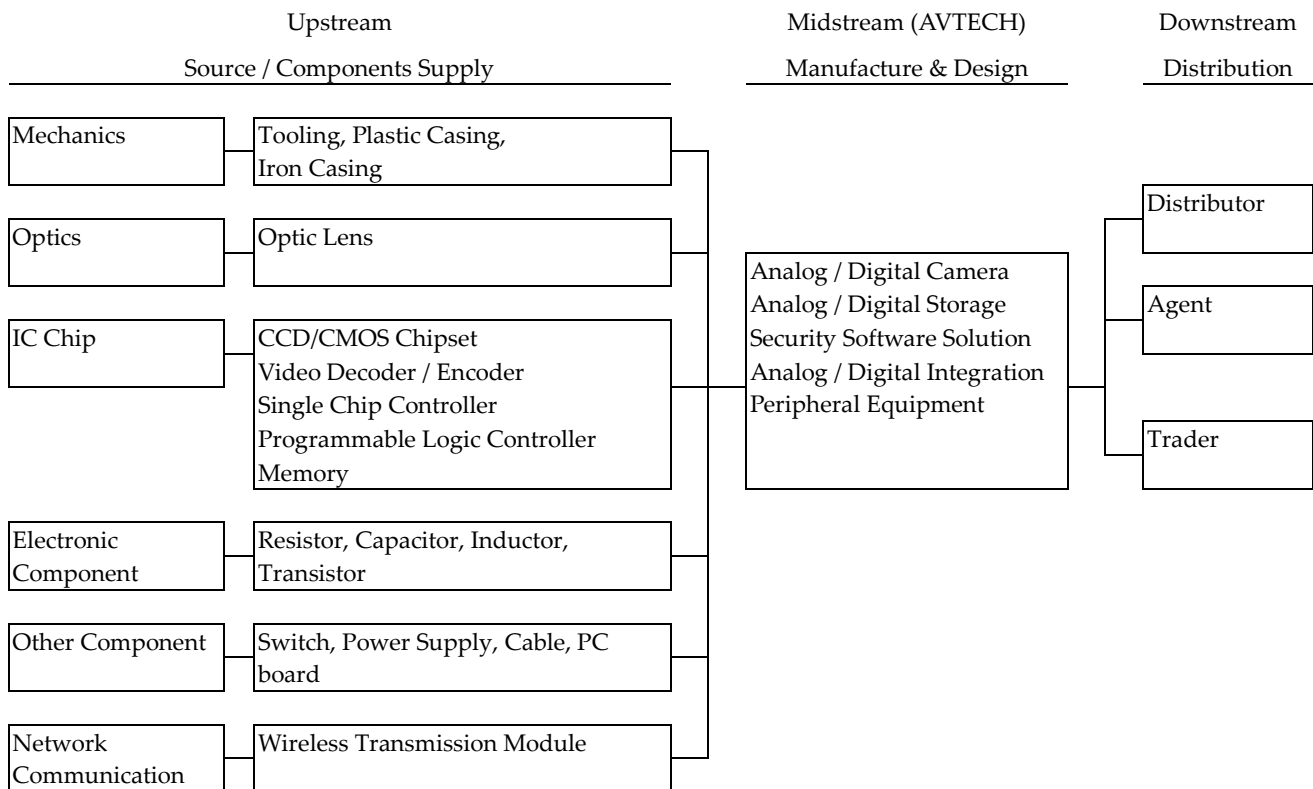 Upstream
Midstream (AVTECH)
Downstream
Source / Components Supply
Manufacture & Design
Distribution
Mechanics
Tooling, Plastic Casing,
Iron Casing
Optics
Optic Lens
IC Chip
CCD/CMOS Chipset
Video Decoder / Encoder
Single Chip Controller
Programmable Logic Controller
Memory
Electronic
Component
Resistor, Capacitor, Inductor,
Transistor
Other Component
Switch, Power Supply, Cable, PC
board
Network
Communication
Wireless Transmission Module
Analog / Digital Camera
Analog / Digital Storage
Security Software Solution
Analog / Digital Integration
Peripheral Equipment
Distributor
Agent
Trader